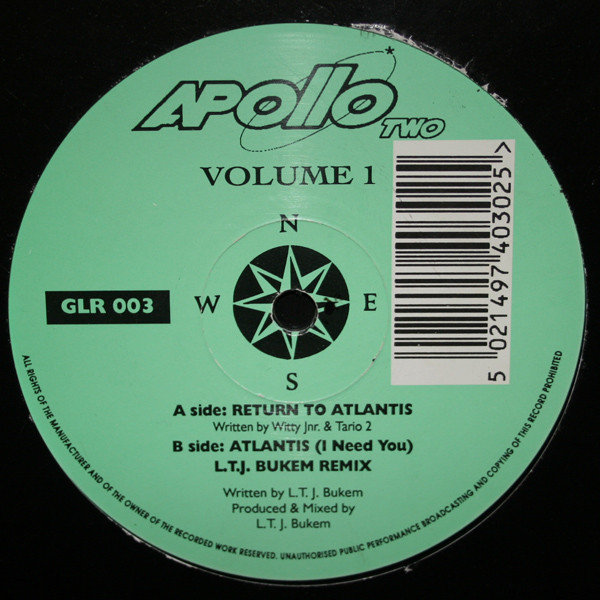 APOllO TWO
VOLUME 1
N
W
E
S
GLR 003
5 021497 403025 >
A side: RETURN TO ATLANTIS
Written by Witty Jnr. & Tario 2
B side: ATLANTIS (I Need You)
L.T.J. BUKEM REMIX
Written by L.T. J. Bukem
Produced & Mixed by
L.T. J. Bukem
ALL RIGHTS OF THE MANUFACTURER AND OF THE OWNER OF THE RECORDED WORK RESERVED. UNAUTHORISED PUBLIC PERFORMANCE BROADCASTING AND COPYING OF THIS RECORD PROHIBITED